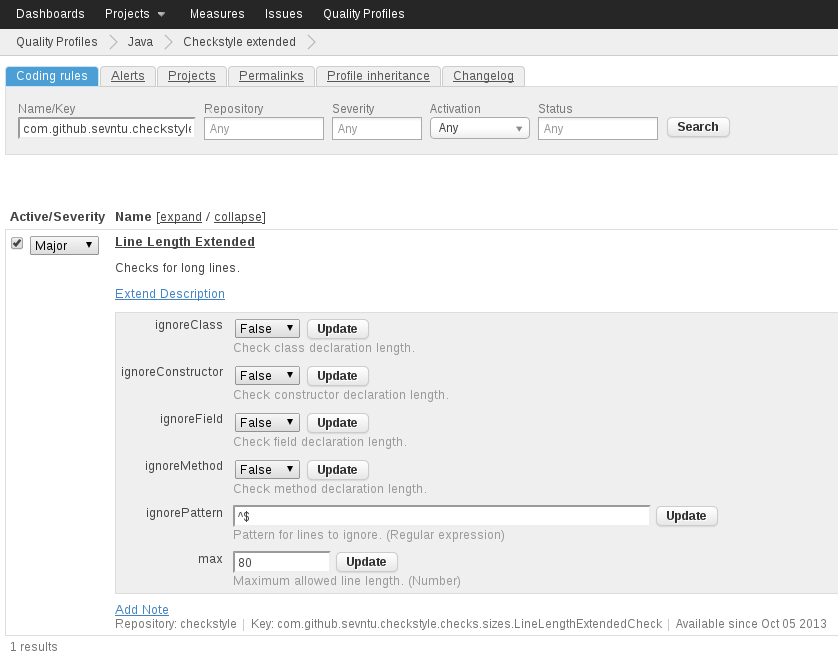 Dashboards Projects Measures Issues Quality Profiles
Quality Profiles Java Checkstyle extended
Coding rules Alerts Projects Permalinks Profile inheritance Changelog
Name/Key Repository Severity Activation Status
com.github.sevntu.checkstyle Any Any Any Any Search
Active/Severity Name [expand / collapse]
Major Line Length Extended
Checks for long lines.
Extend Description
ignoreClass False Update
Check class declaration length.
ignoreConstructor False Update
Check constructor declaration length.
ignoreField False Update
Check field declaration length.
ignoreMethod False Update
Check method declaration length.
ignorePattern ^$ Update
Pattern for lines to ignore. (Regular expression)
max 80 Update
Maximum allowed line length. (Number)
Add Note
Repository: checkstyle | Key: com.github.sevntu.checkstyle.checks.sizes.LineLengthExtendedCheck | Available since Oct 05 2013
1 results